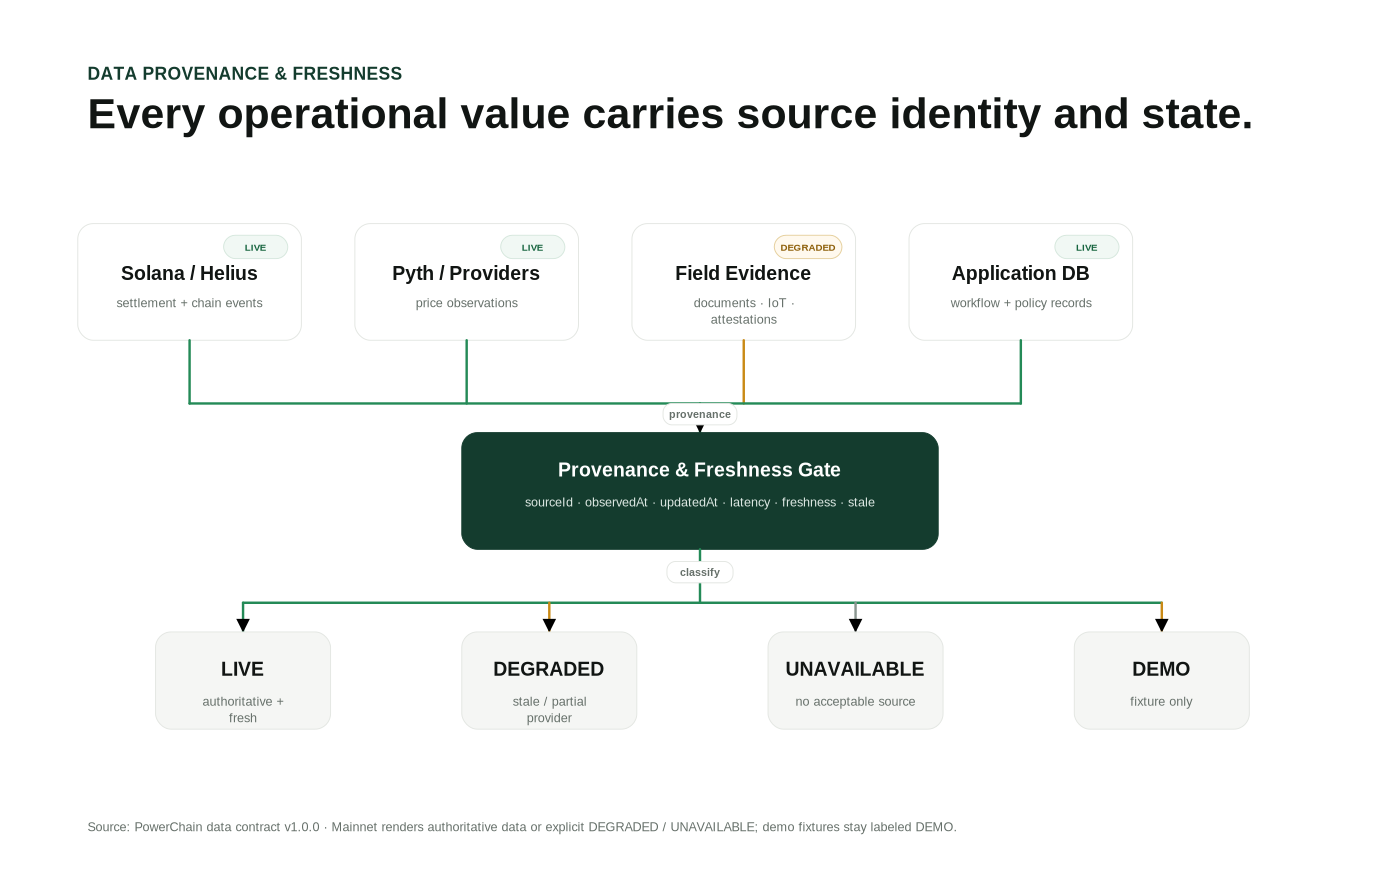 DATA PROVENANCE & FRESHNESS
Every operational value carries source identity and state.
LIVE
Solana / Helius
settlement + chain events
LIVE
Pyth / Providers
price observations
DEGRADED
Field Evidence
documents · IoT ·
attestations
LIVE
Application DB
workflow + policy records
provenance
Provenance & Freshness Gate
sourceId · observedAt · updatedAt · latency · freshness · stale
classify
LIVE
authoritative +
fresh
DEGRADED
stale / partial
provider
UNAVAILABLE
no acceptable source
DEMO
fixture only
Source: PowerChain data contract v1.0.0 · Mainnet renders authoritative data or explicit DEGRADED / UNAVAILABLE; demo fixtures stay labeled DEMO.